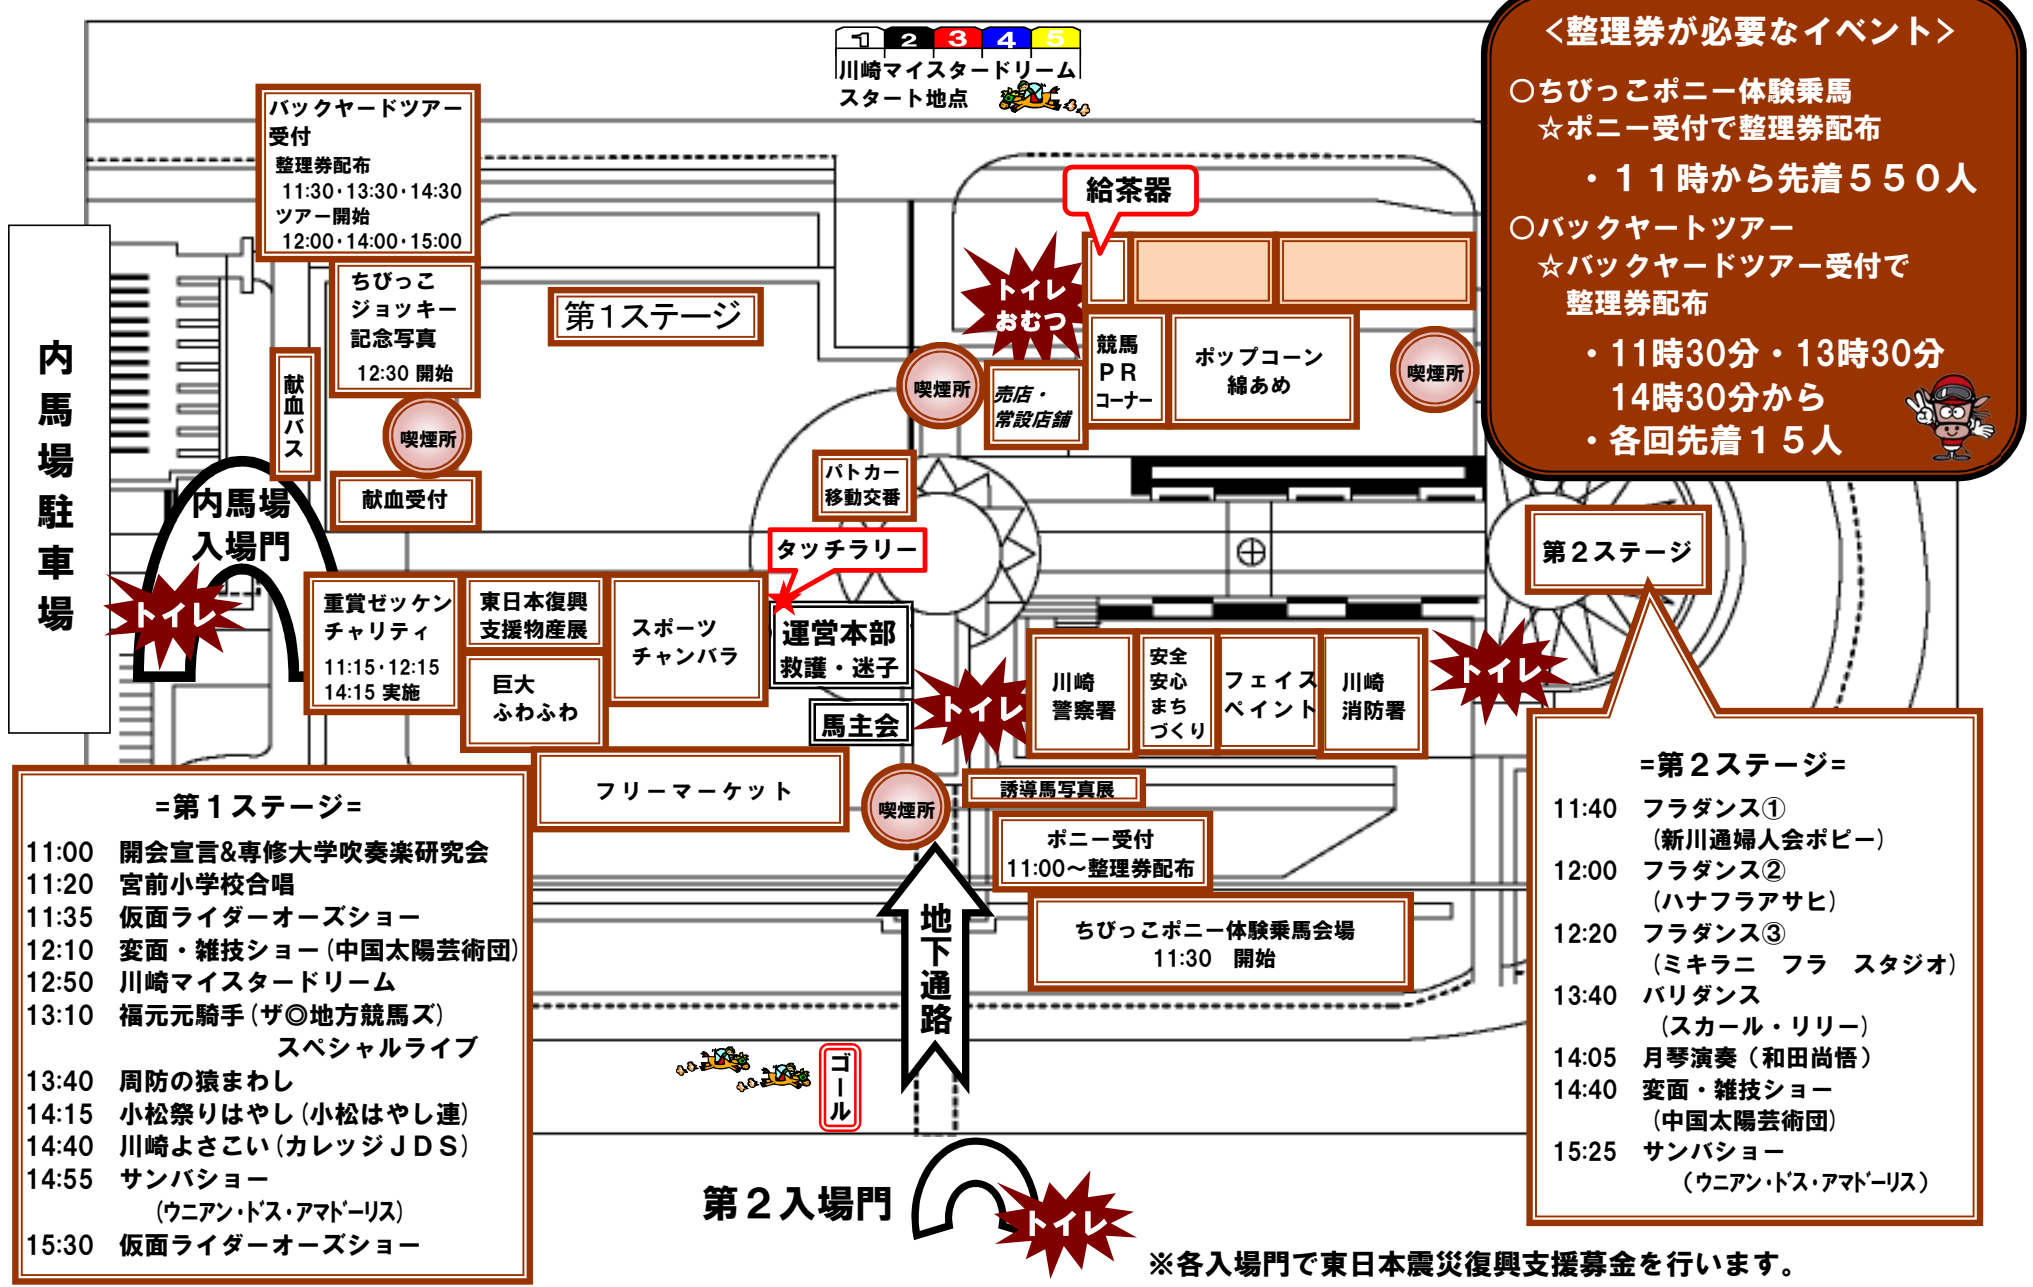 1 2 3 4 5
川崎マイスタードリーム
スタート地点
＜整理券が必要なイベント＞
○ちびっこポニー体験乗馬
☆ポニー受付で整理券配布
・１１時から先着５５０人
○バックヤートツアー
☆バックヤードツアー受付で
整理券配布
・11時30分・13時30分
14時30分から
・各回先着１５人
バックヤードツアー
受付
整理券配布
11:30・13:30・14:30
ツアー開始
12:00・14:00・15:00
ちびっこ
ジョッキー
記念写真
12:30 開始
第1ステージ
給茶器
トイレ
おむつ
競馬
ＰＲ
コーナー
ポップコーン
綿あめ
喫煙所
喫煙所
売店・
常設店舗
内馬場駐車場
献血バス
喫煙所
献血受付
内馬場
入場門
トイレ
パトカー
移動交番
タッチラリー
第２ステージ
重賞ゼッケン
チャリティ
11:15・12:15
14:15 実施
東日本復興
支援物産展
巨大
ふわふわ
スポーツ
チャンバラ
運営本部
救護・迷子
馬主会
トイレ
川崎
警察署
安全
安心
まち
づくり
フェイス
ペイント
川崎
消防署
トイレ
フリーマーケット
喫煙所
誘導馬写真展
ポニー受付
11:00～整理券配布
ちびっこポニー体験乗馬会場
11:30　開始
地下通路
ゴール
第２入場門
トイレ
=第１ステージ=
11:00　開会宣言&専修大学吹奏楽研究会
11:20　宮前小学校合唱
11:35　仮面ライダーオーズショー
12:10　変面・雑技ショー(中国太陽芸術団)
12:50　川崎マイスタードリーム
13:10　福元元騎手(ザ◎地方競馬ズ)
スペシャルライブ
13:40　周防の猿まわし
14:15　小松祭りはやし(小松はやし連)
14:40　川崎よさこい(カレッジＪＤＳ)
14:55　サンバショー
(ウニアン・ドス・アマドーリス)
15:30　仮面ライダーオーズショー
=第２ステージ=
11:40　フラダンス①
(新川通婦人会ポピー)
12:00　フラダンス②
(ハナフラアサヒ)
12:20　フラダンス③
(ミキラニ　フラ　スタジオ)
13:40　バリダンス
(スカール・リリー)
14:05　月琴演奏（和田尚悟）
14:40　変面・雑技ショー
(中国太陽芸術団)
15:25　サンバショー
（ウニアン・ドス・アマドーリス）
※各入場門で東日本震災復興支援募金を行います。